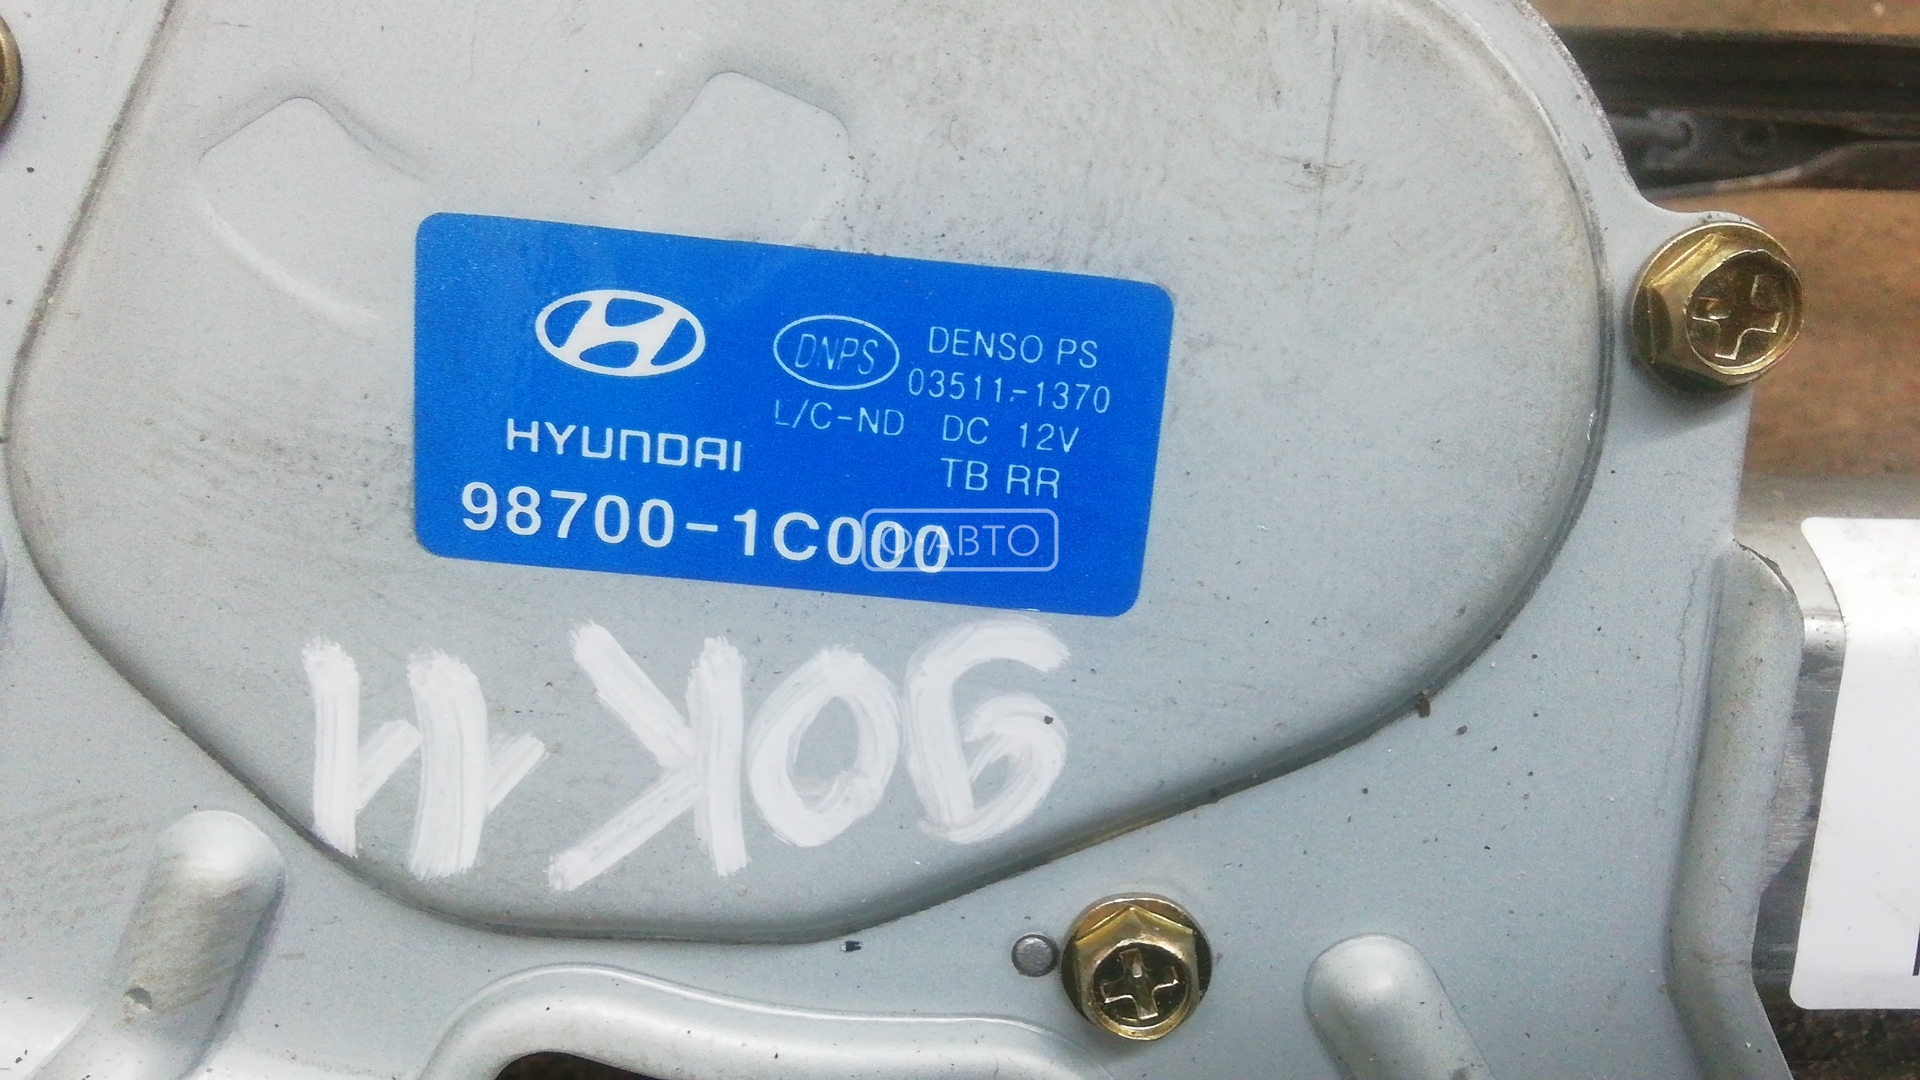 HYUNDAI
DNPS
DENSO PS
03511-1370
L/C-ND DC 12V
TB RR
98700-1C000
АВТО
90K11